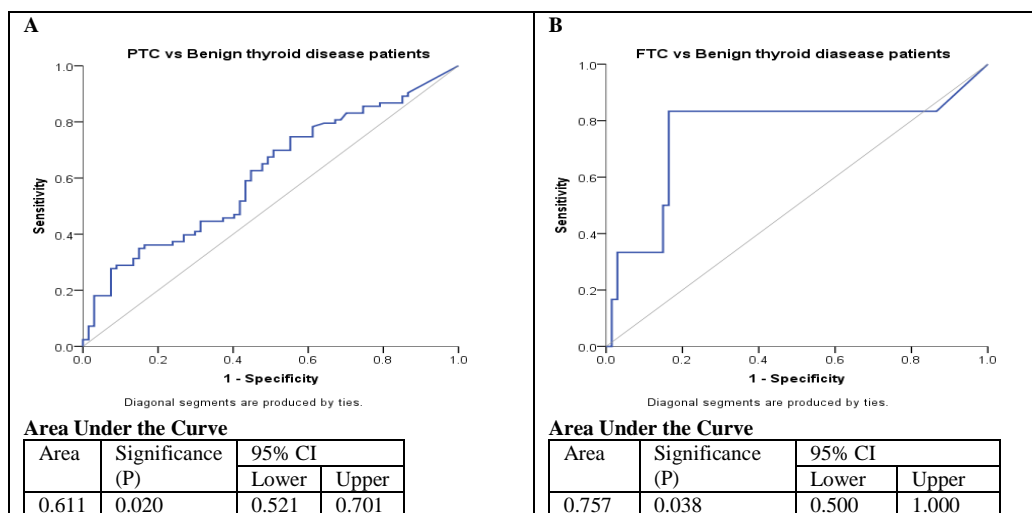 A
PTC vs Benign thyroid disease patients
1.0
0.8
0.6
0.4
0.2
0.0
Sensitivity
0.0 0.2 0.4 0.6 0.8 1.0
1 - Specificity
Diagonal segments are produced by ties.
Area Under the Curve
Area Significance (P) 95% CI
Lower Upper
0.611 0.020 0.521 0.701
B
FTC vs Benign thyroid diasease patients
1.0
0.8
0.6
0.4
0.2
0.0
Sensitivity
0.0 0.2 0.4 0.6 0.8 1.0
1 - Specificity
Diagonal segments are produced by ties.
Area Under the Curve
Area Significance (P) 95% CI
Lower Upper
0.757 0.038 0.500 1.000